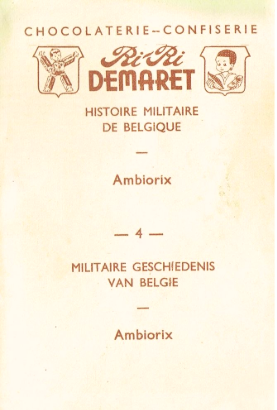 CHOCOLATERIE--CONFISERIE
Ri-Ri
DEMARET
HISTOIRE MILITAIRE
DE BELGIQUE
—
Ambiorix
— 4 —
MILITAIRE GESCHIEDENIS
VAN BELGIE
—
Ambiorix